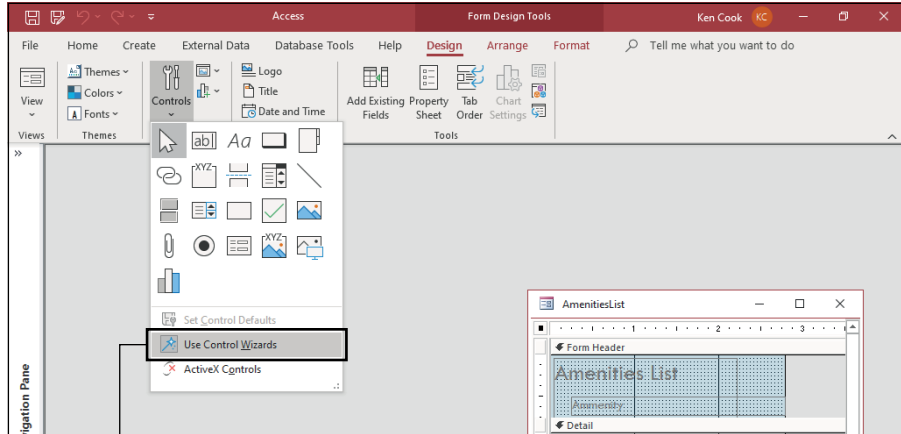 Access
Form Design Tools
Ken Cook
KC
File Home Create External Data Database Tools Help Design Arrange Format Tell me what you want to do
View
Views
Themes
Colors
A Fonts
Themes
Controls
Logo
Title
Date and Time
Add Existing Fields
Property Sheet
Tab Order
Chart Settings
Tools
ab
Aa
XYZ
XYZ
Set Control Defaults
Use Control Wizards
ActiveX Controls
vigation Pane
AmenitiesList
1 2 3
Form Header
Amenities List
Ammenity
Detail